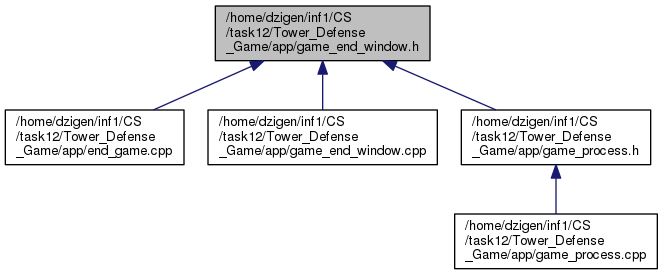 /home/dzigen/inf1/CS
/task12/Tower_Defense
_Game/app/game_end_window.h
/home/dzigen/inf1/CS
/task12/Tower_Defense
_Game/app/end_game.cpp
/home/dzigen/inf1/CS
/task12/Tower_Defense
_Game/app/game_end_window.cpp
/home/dzigen/inf1/CS
/task12/Tower_Defense
_Game/app/game_process.h
/home/dzigen/inf1/CS
/task12/Tower_Defense
_Game/app/game_process.cpp